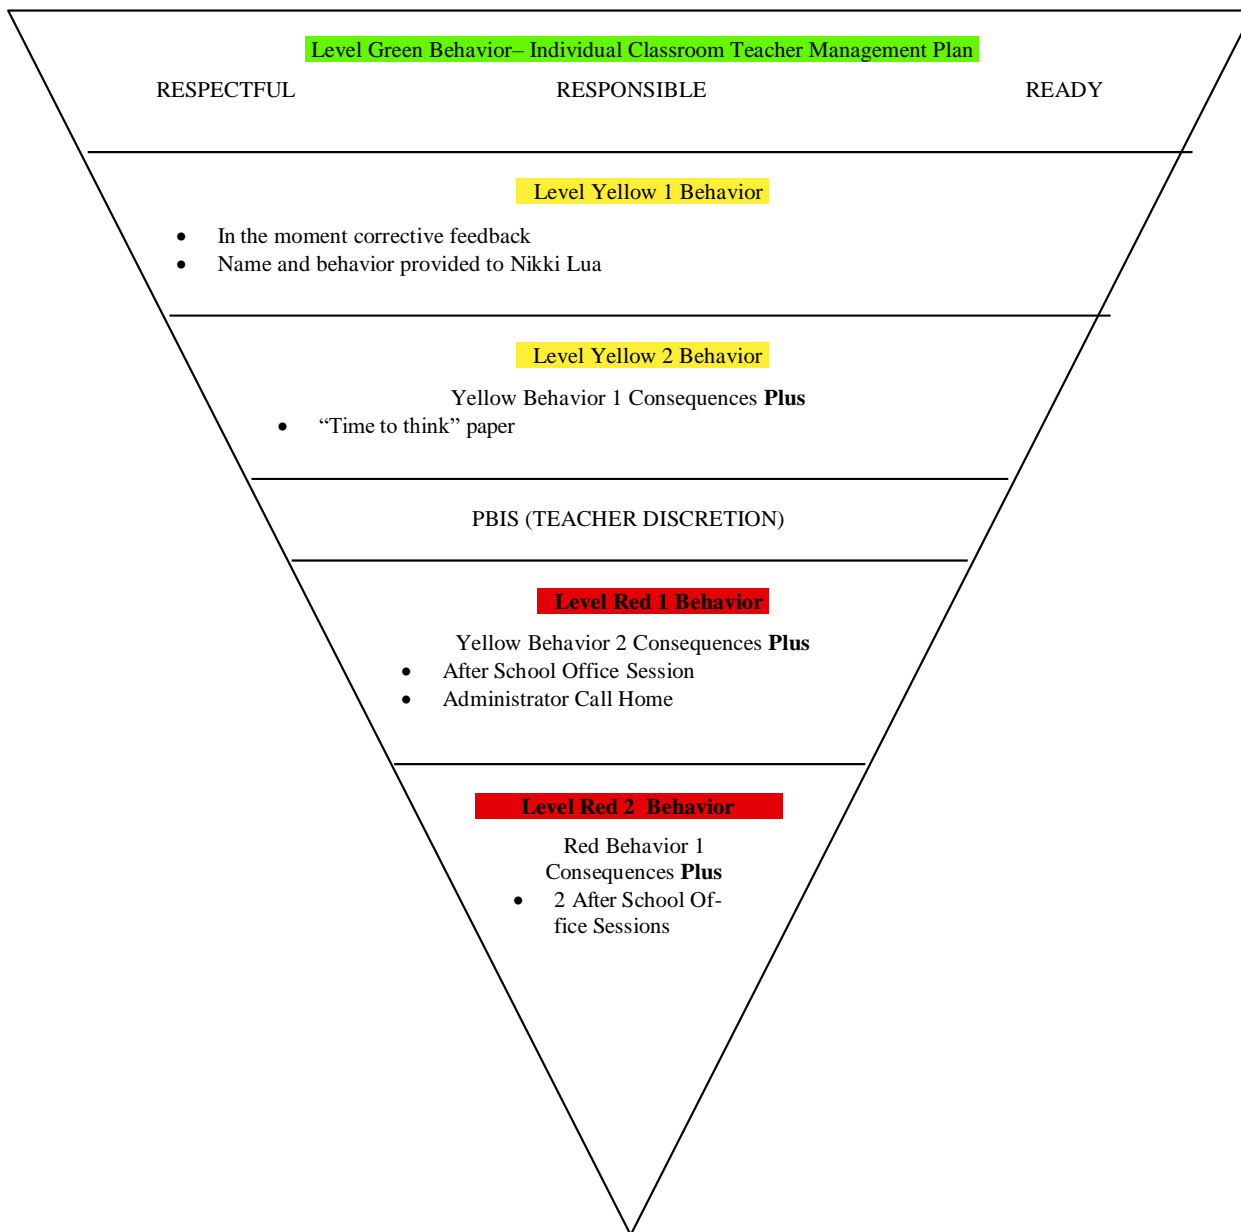 Level Green Behavior– Individual Classroom Teacher Management Plan
RESPECTFUL RESPONSIBLE READY
Level Yellow 1 Behavior
• In the moment corrective feedback
• Name and behavior provided to Nikki Lua
Level Yellow 2 Behavior
Yellow Behavior 1 Consequences Plus
• “Time to think” paper
PBIS (TEACHER DISCRETION)
Level Red 1 Behavior
Yellow Behavior 2 Consequences Plus
• After School Office Session
• Administrator Call Home
Level Red 2 Behavior
Red Behavior 1
Consequences Plus
• 2 After School Of-
fice Sessions